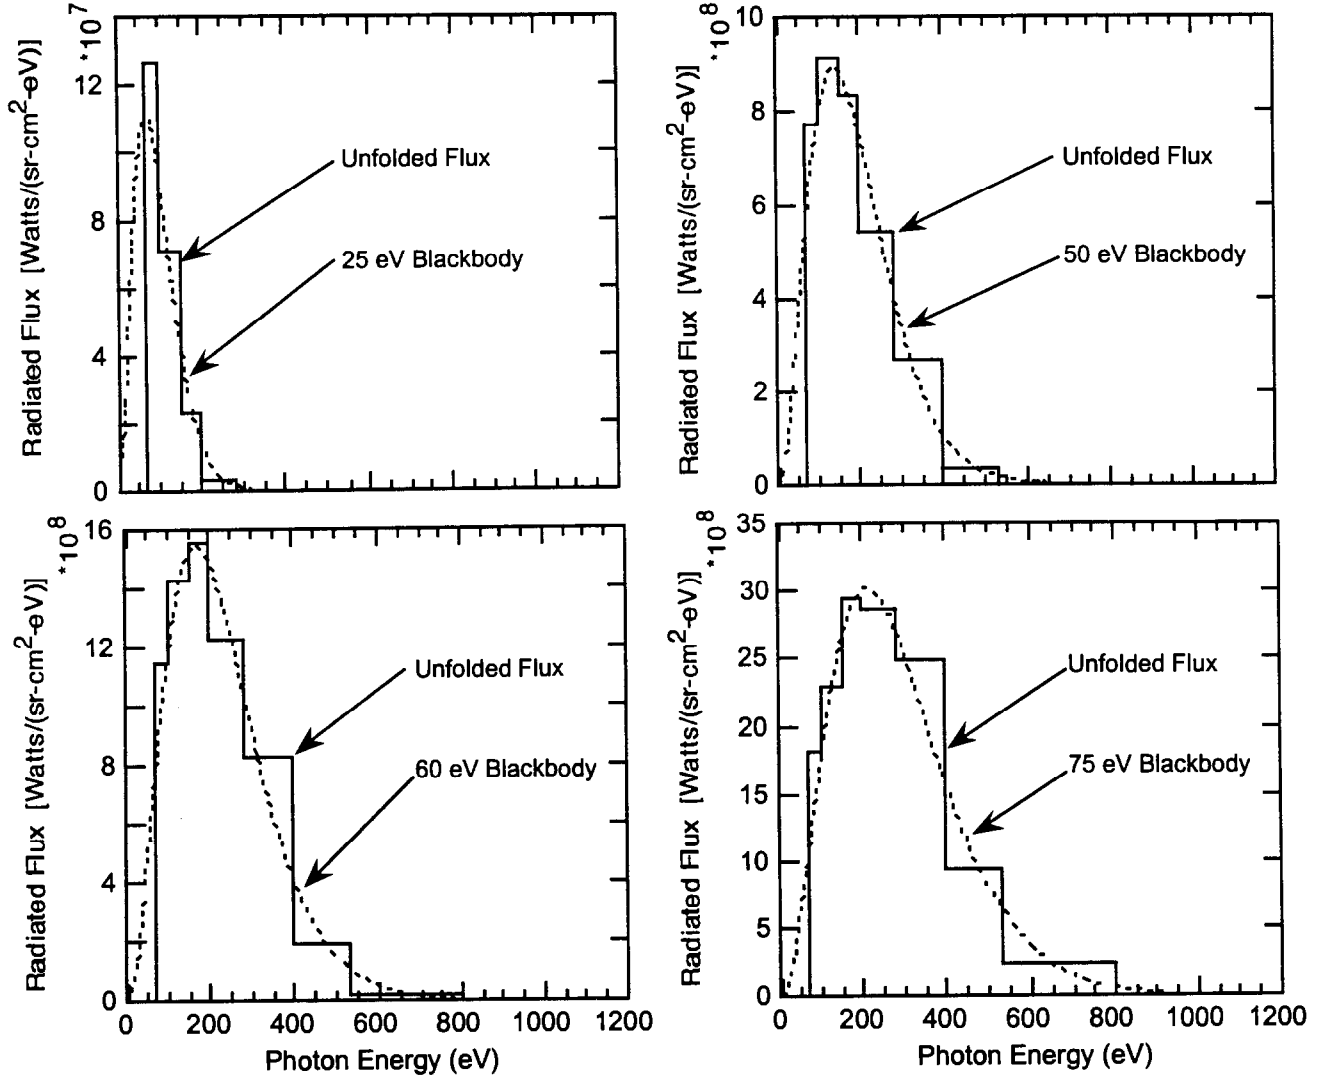 *10^7
Radiated Flux [Watts/(sr-cm^2-eV)]
12
8
4
0
Unfolded Flux
25 eV Blackbody
*10^8
Radiated Flux [Watts/(sr-cm^2-eV)]
10
8
6
4
2
0
Unfolded Flux
50 eV Blackbody
*10^8
Radiated Flux [Watts/(sr-cm^2-eV)]
16
12
8
4
0
Unfolded Flux
60 eV Blackbody
0 200 400 600 800 1000 1200
Photon Energy (eV)
*10^8
Radiated Flux [Watts/(sr-cm^2-eV)]
35
30
25
20
15
10
5
0
Unfolded Flux
75 eV Blackbody
0 200 400 600 800 1000 1200
Photon Energy (eV)